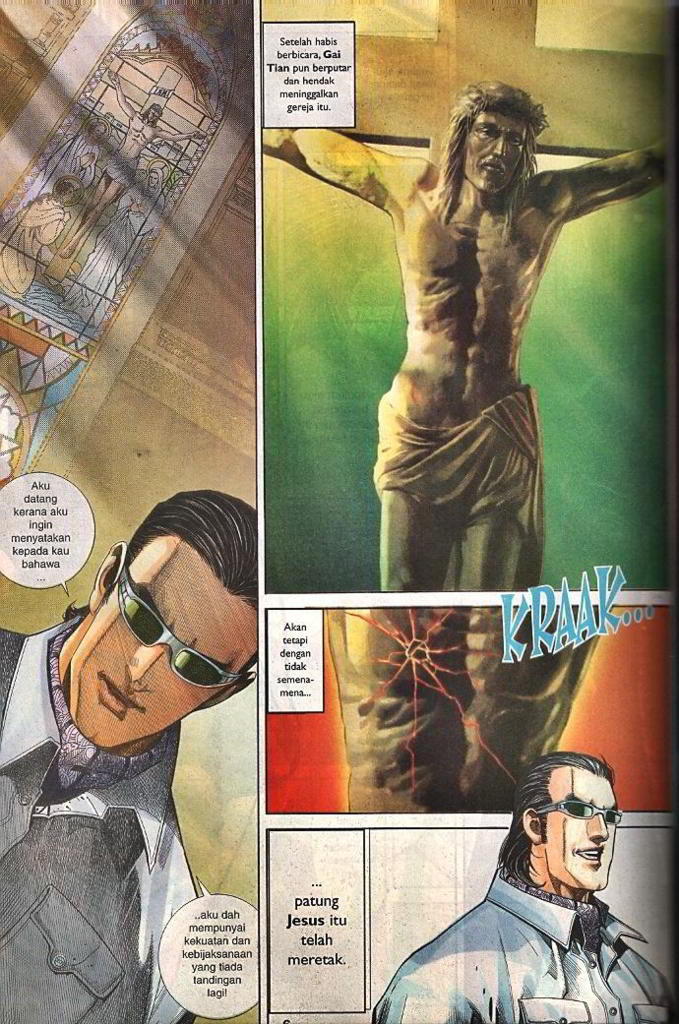 Aku
datang
kerana aku
ingin
menyatakan
kepada kau
bahawa
...
..aku dah
mempunyai
kekuatan dan
kebijaksanaan
yang tiada
tandingan
lagi!
Setelah habis
berbicara, Gai
Tian pun berputar
dan hendak
meninggalkan
gereja itu.
KRAAK...
Akan
tetapi
dengan
tidak
semena-
mena...
...
patung
Jesus itu
telah
meretak.